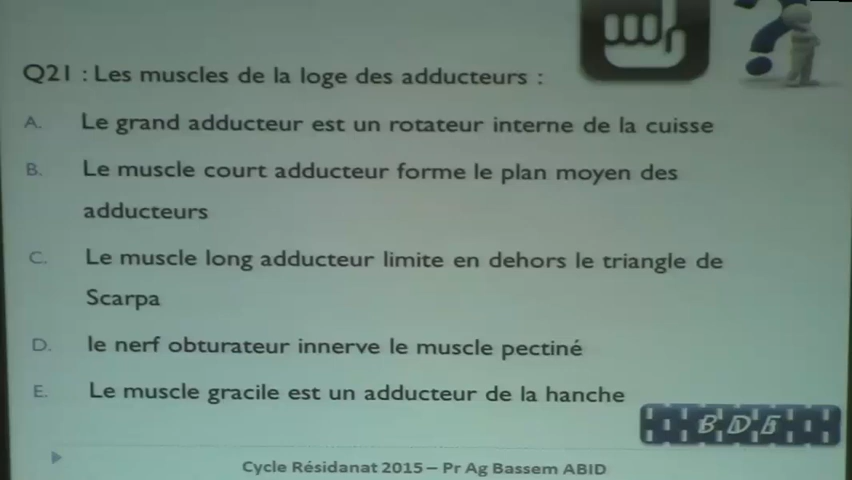 Q21 : Les muscles de la loge des adducteurs :
A. Le grand adducteur est un rotateur interne de la cuisse
B. Le muscle court adducteur forme le plan moyen des
adducteurs
C. Le muscle long adducteur limite en dehors le triangle de
Scarpa
D. le nerf obturateur innerve le muscle pectiné
E. Le muscle gracile est un adducteur de la hanche
B.D.E
Cycle Résidanat 2015 – Pr Ag Bassem ABID